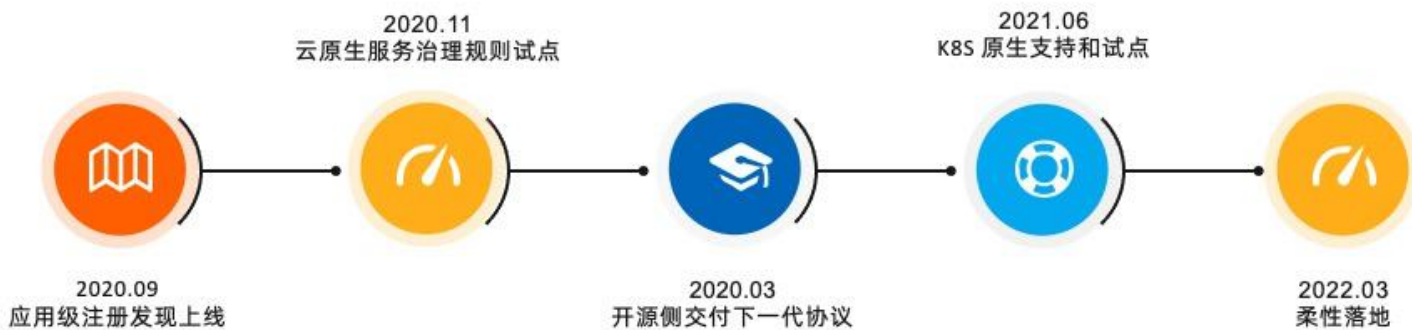 2020.09
应用级注册发现上线
2020.11
云原生服务治理规则试点
2020.03
开源侧交付下一代协议
2021.06
K8S 原生支持和试点
2022.03
柔性落地